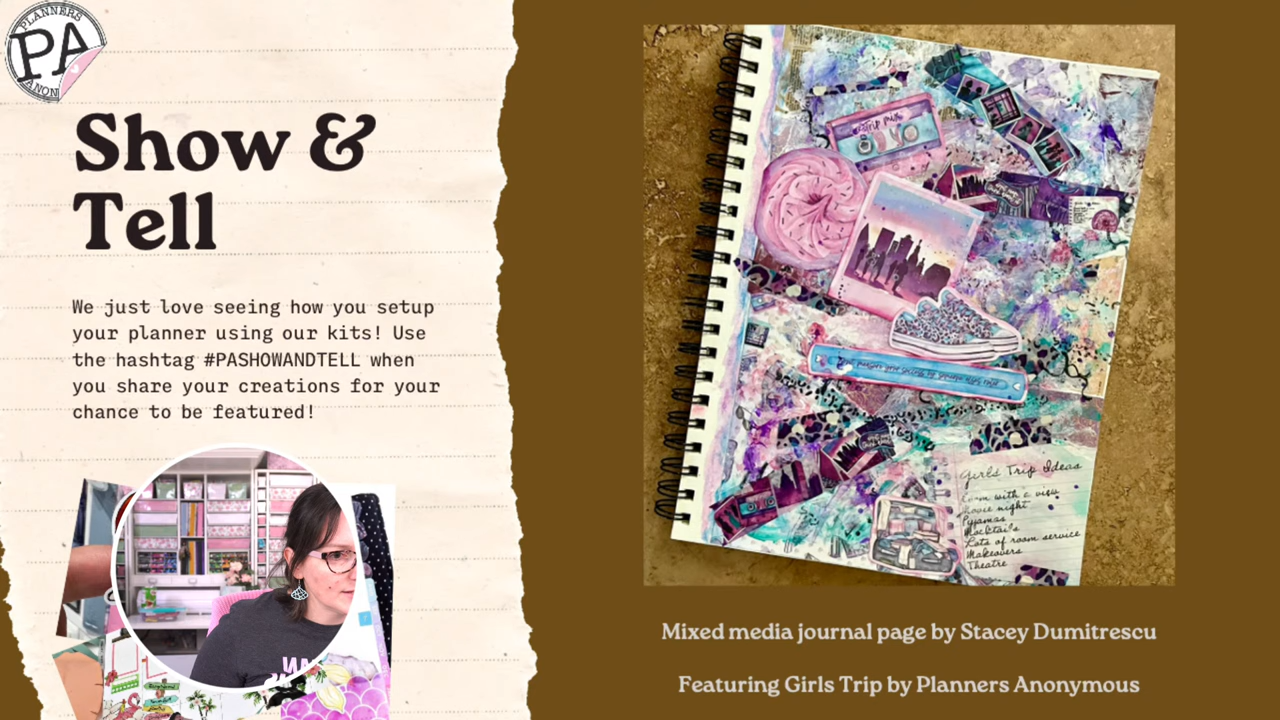 PLANNERS
PA
ANON
Show &
Tell
We just love seeing how you setup
your planner using our kits! Use
the hashtag #PASHOWANDTELL when
you share your creations for your
chance to be featured!
Girls Trip Ideas
with a view
Movie night
Pyjamas
Mocktails
Lots of room service
Makeovers
Theatre
Mixed media journal page by Stacey Dumitrescu
Featuring Girls Trip by Planners Anonymous